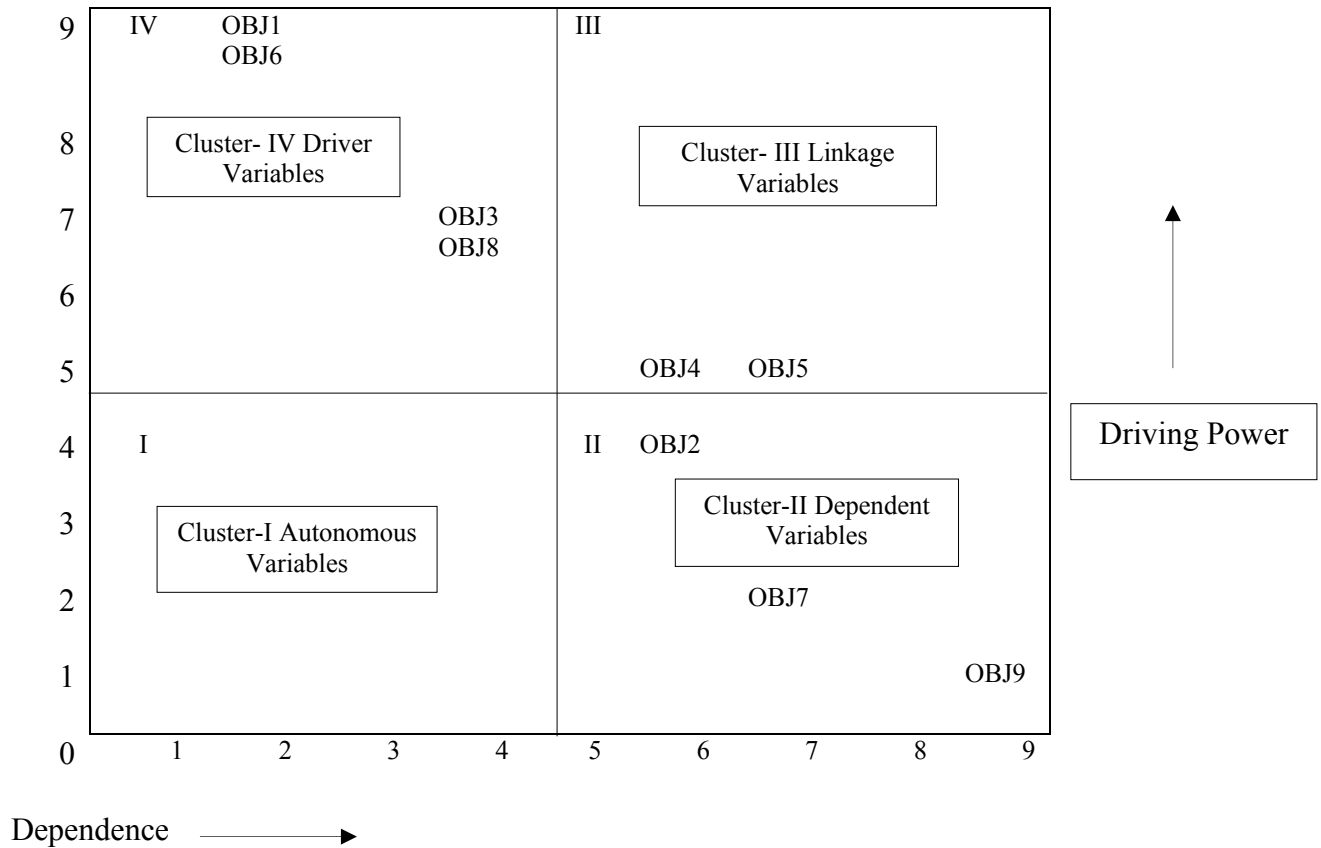 9
IV
OBJ1
OBJ6
III
8
Cluster- IV Driver
Variables
Cluster- III Linkage
Variables
7
OBJ3
OBJ8
6
5
OBJ4
OBJ5
4
I
II
OBJ2
Driving Power
3
Cluster-I Autonomous
Variables
Cluster-II Dependent
Variables
2
OBJ7
1
OBJ9
0
1
2
3
4
5
6
7
8
9
Dependence